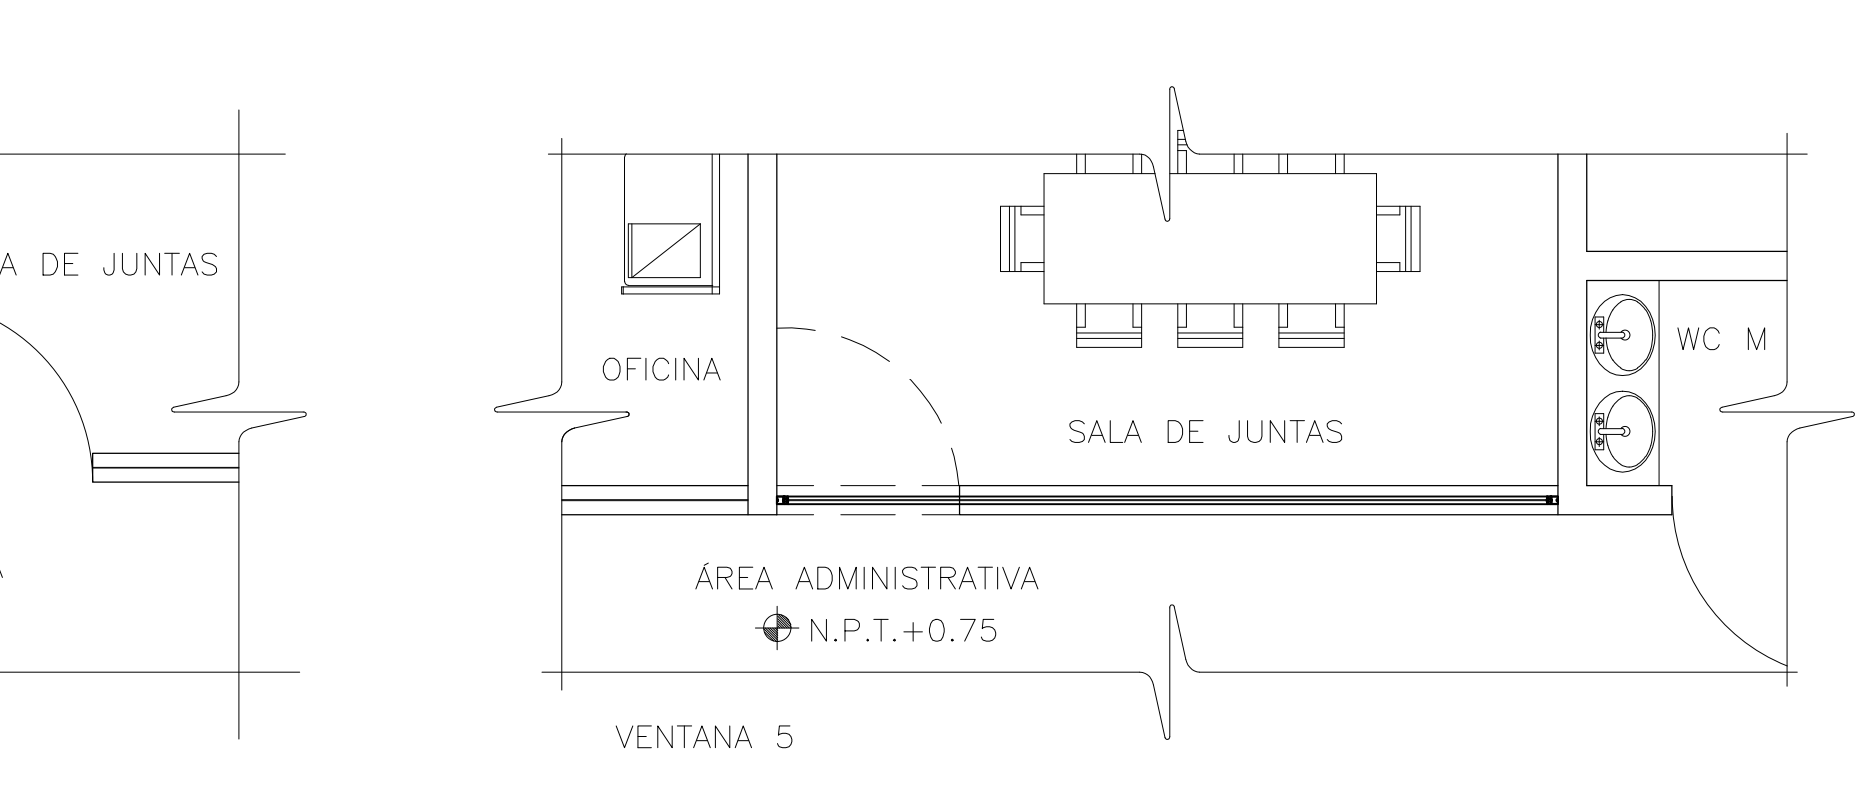 A DE JUNTAS
OFICINA
WC M
SALA DE JUNTAS
ÁREA ADMINISTRATIVA
N.P.T.+0.75
VENTANA 5